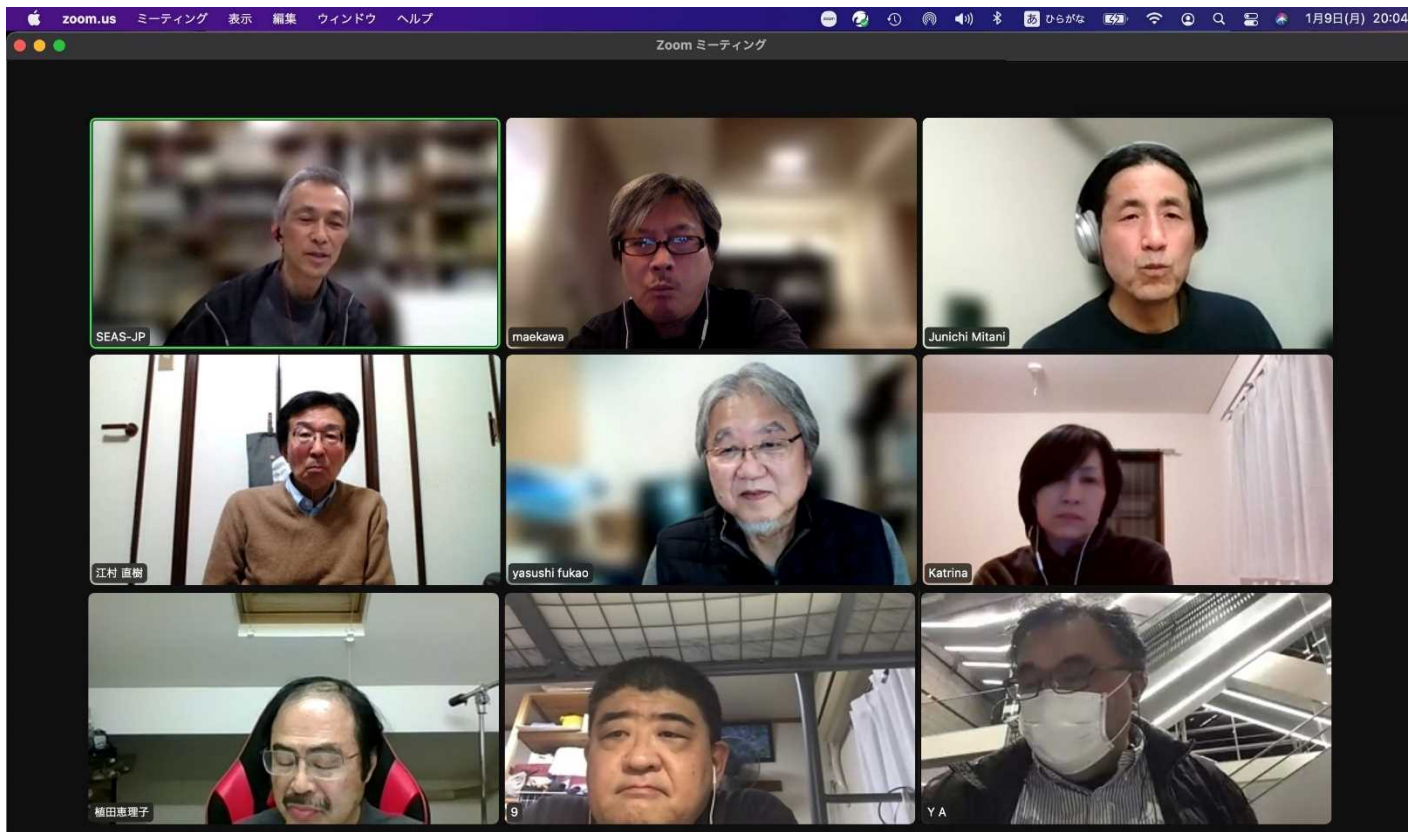 zoom.us ミーティング 表示 編集 ウィンドウ ヘルプ
zoom あ ひらがな 1月9日(月) 20:04
Zoom ミーティング
SEAS-JP
maekawa
Junichi Mitani
江村 直樹
yasushi fukao
Katrina
植田恵理子
9
Y A